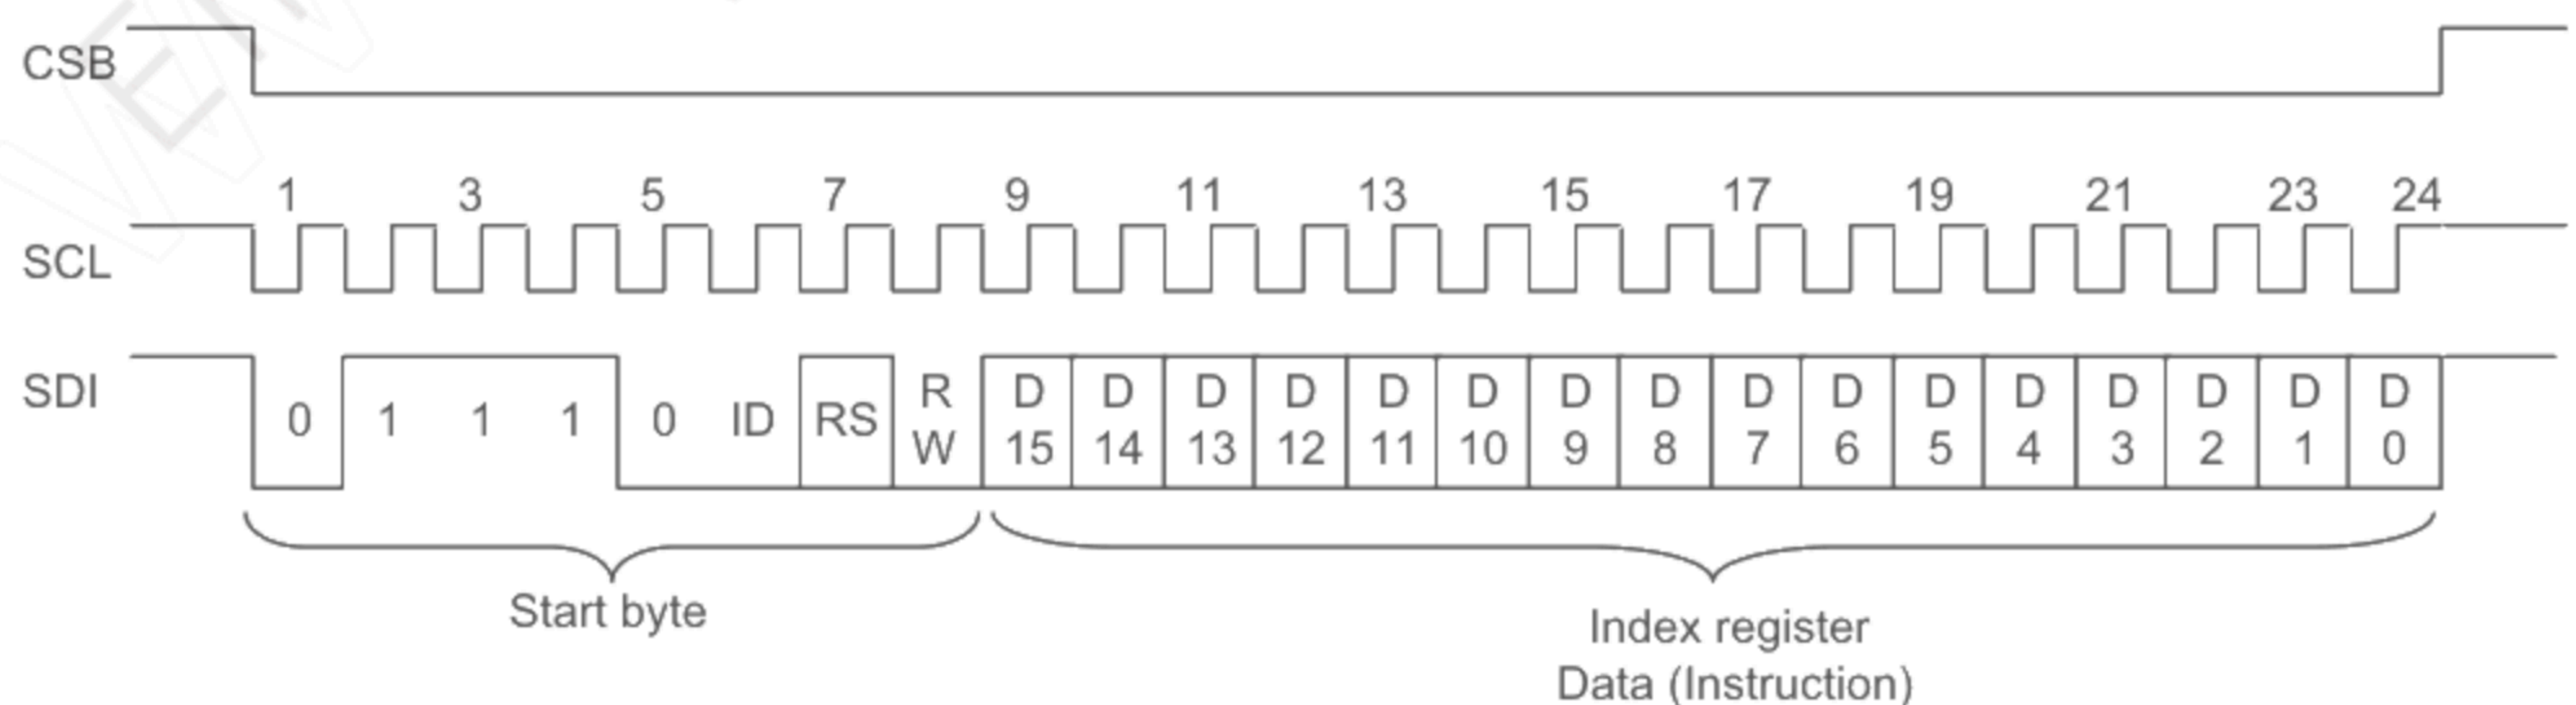 CSB
1 3 5 7 9 11 13 15 17 19 21 23 24
SCL
SDI
0 1 1 1 0 ID RS R W D 15 D 14 D 13 D 12 D 11 D 10 D 9 D 8 D 7 D 6 D 5 D 4 D 3 D 2 D 1 D 0
Start byte
Index register
Data (Instruction)